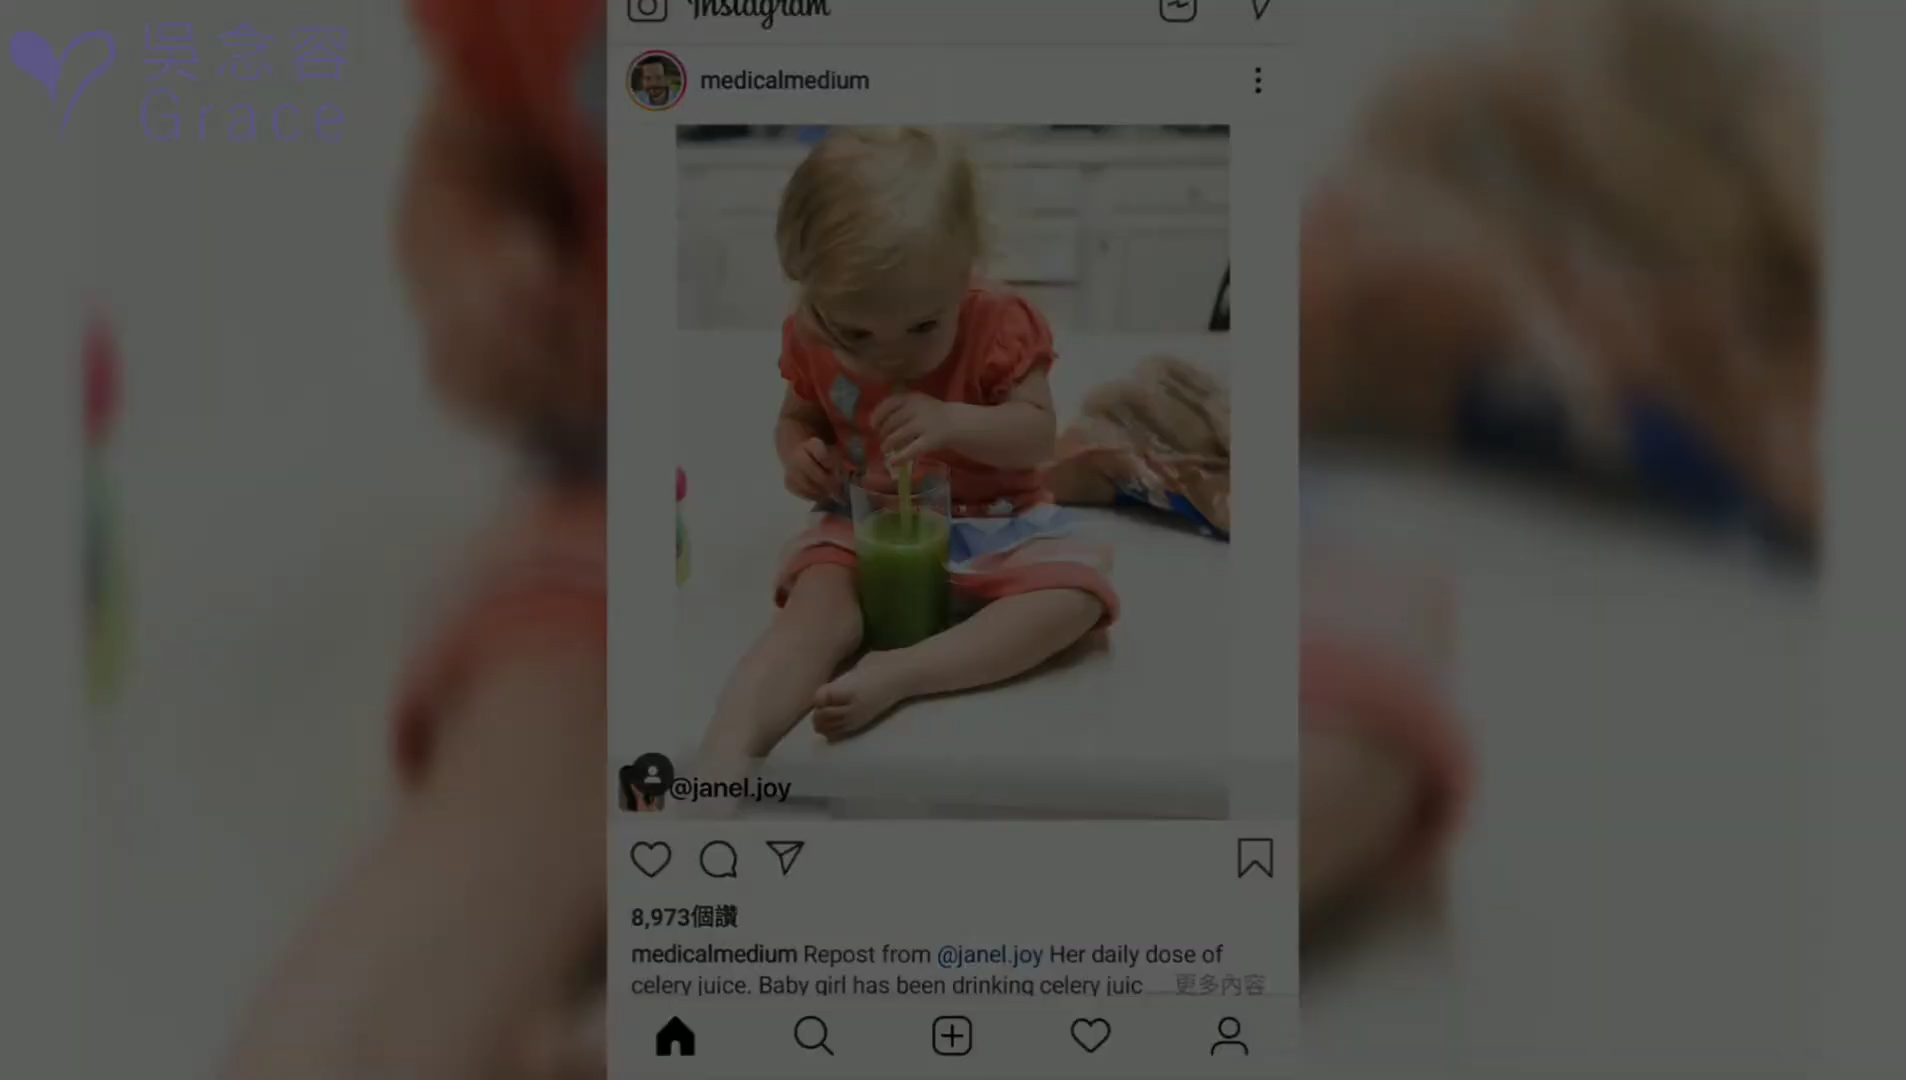 吳念容
Grace
Instagram
medicalmedium
@janel.joy
8,973個讚
medicalmedium Repost from @janel.joy Her daily dose of
celery juice. Baby girl has been drinking celery juic 更多內容